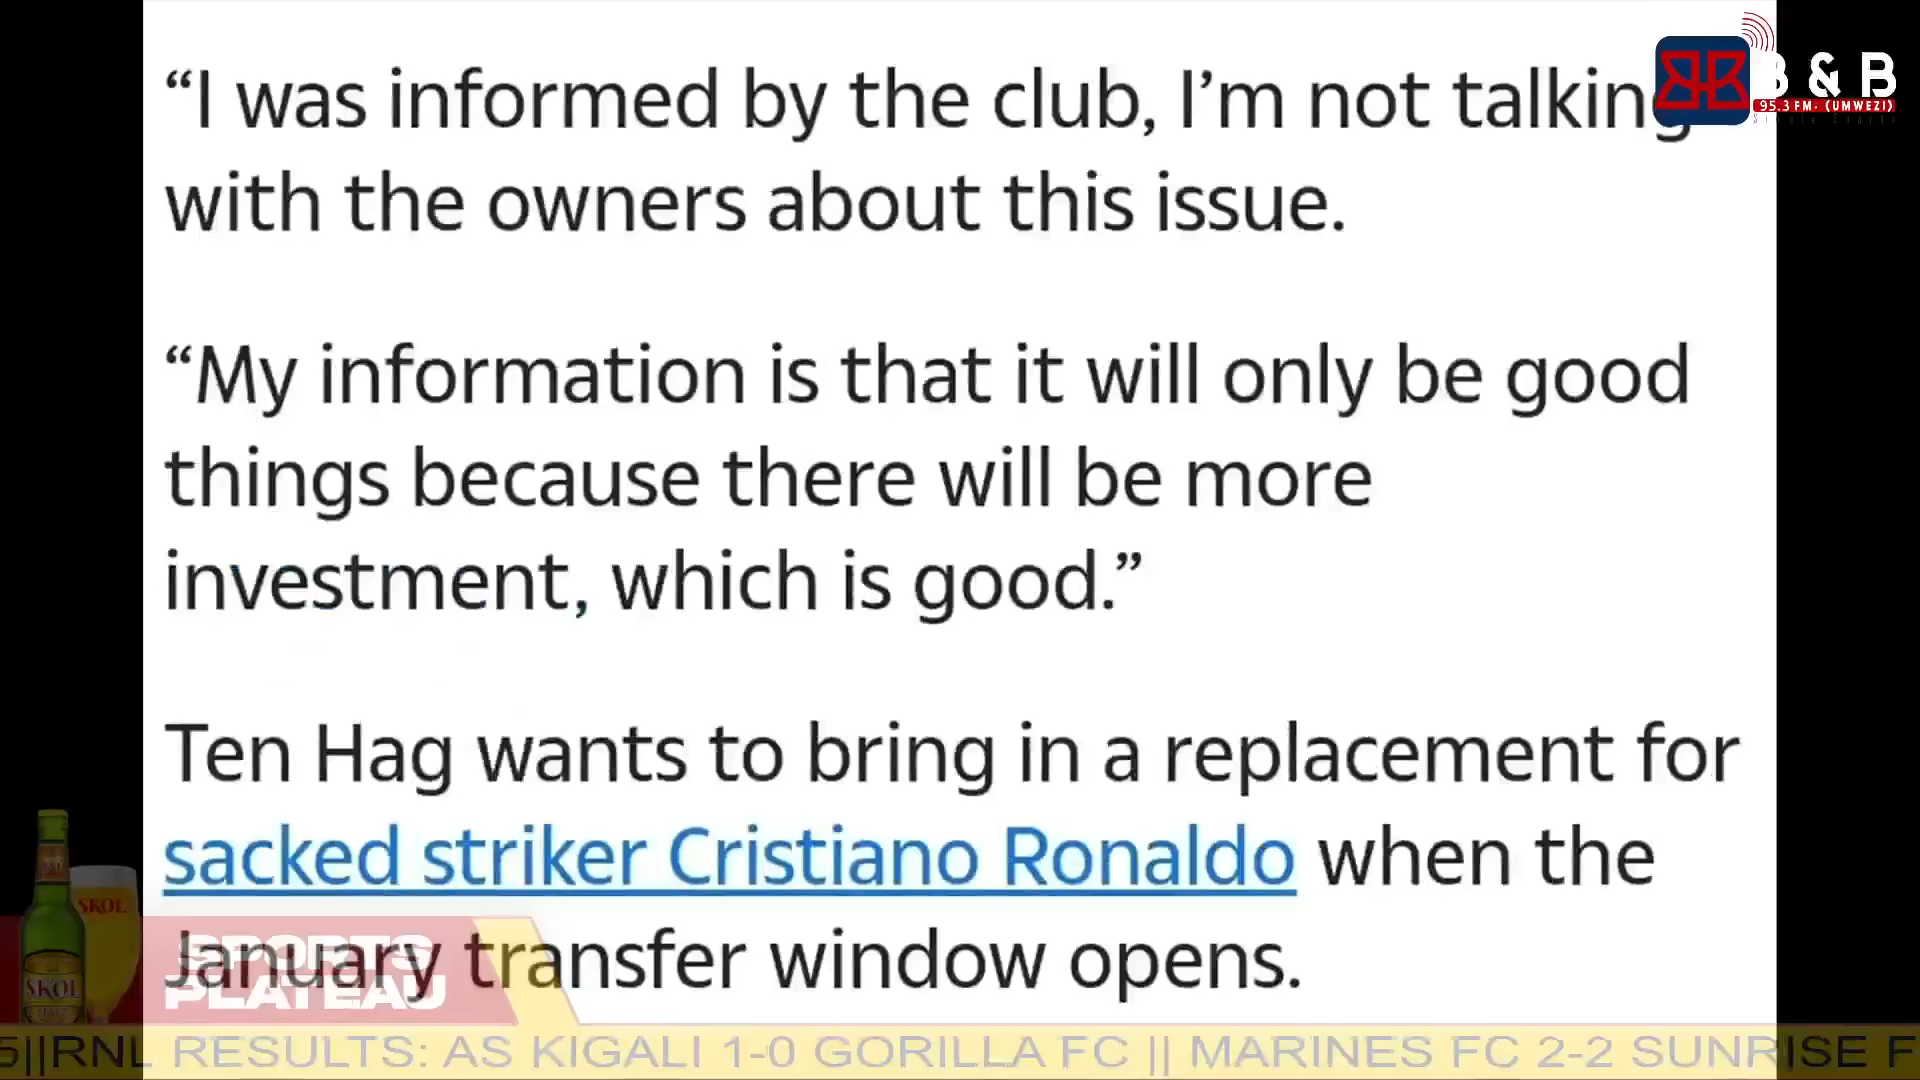 “I was informed by the club, I’m not talking
with the owners about this issue.
“My information is that it will only be good
things because there will be more
investment, which is good.”
Ten Hag wants to bring in a replacement for
sacked striker Cristiano Ronaldo when the
January transfer window opens.
B & B
95.3 FM. (UMWEZI)
SKOL
SKOL
SPORTS
PLATEAU
5||RNL RESULTS: AS KIGALI 1-0 GORILLA FC || MARINES FC 2-2 SUNRISE F